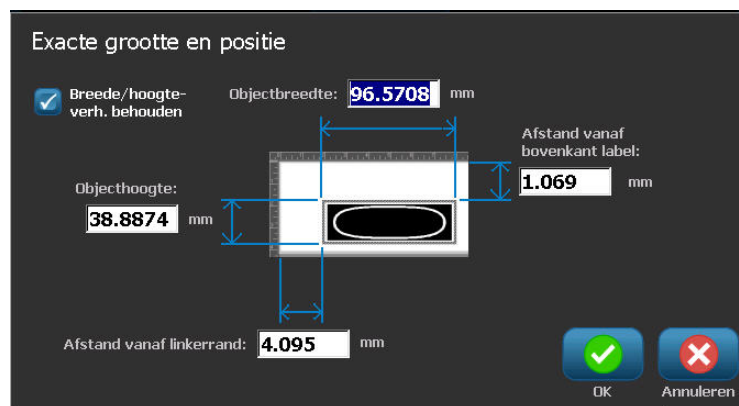 Exacte grootte en positie
Breede/hoogte-
verh. behouden
Objectbreedte: 96.5708 mm
Afstand vanaf
bovenkant label:
1.069 mm
Objecthoogte:
38.8874 mm
Afstand vanaf linkerrand: 4.095 mm
OK
Annuleren